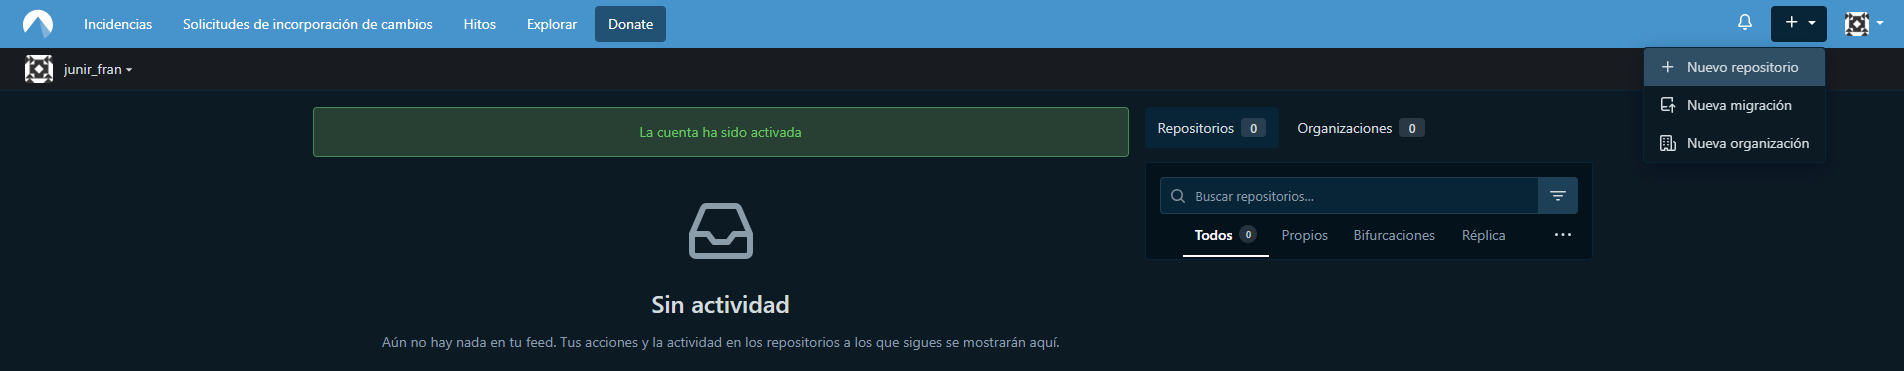 Incidencias Solicitudes de incorporación de cambios Hitos Explorar Donate
junir_fran
Nuevo repositorio
Nueva migración
Nueva organización
La cuenta ha sido activada
Sin actividad
Aún no hay nada en tu feed. Tus acciones y la actividad en los repositorios a los que sigues se mostrarán aquí.
Repositorios 0 Organizaciones 0
Buscar repositorios...
Todos 0 Propios Bifurcaciones Réplica